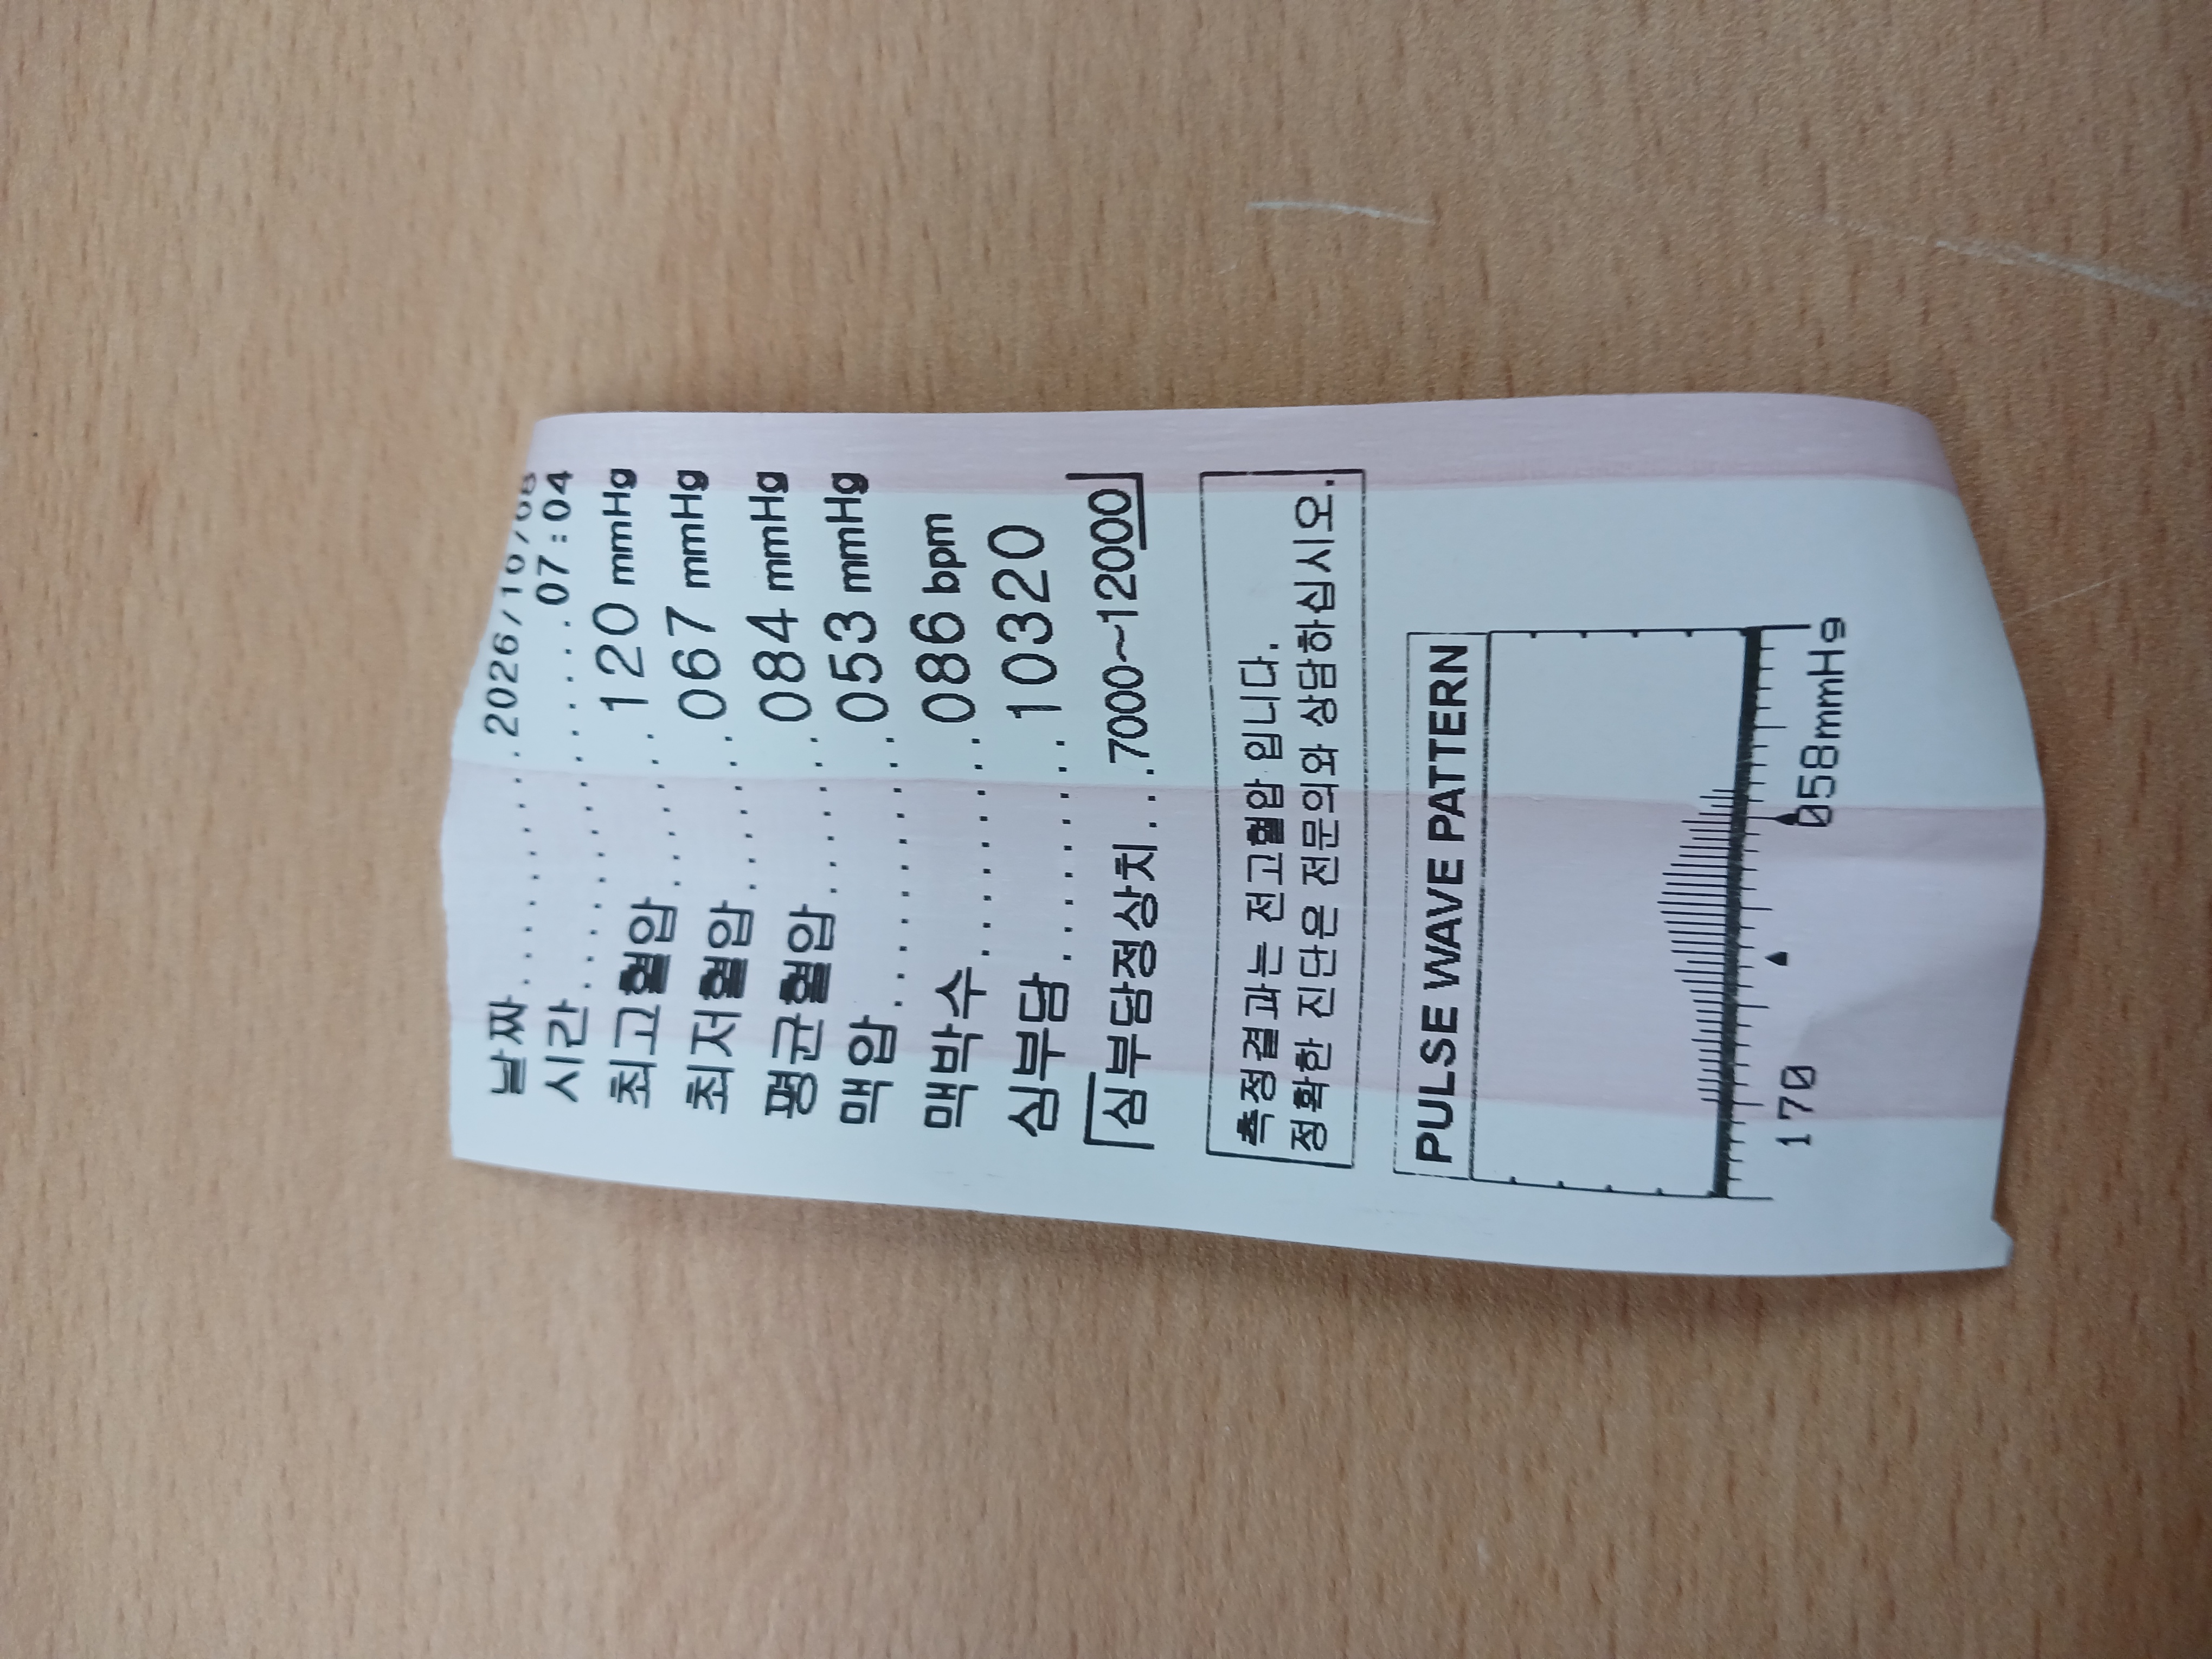 날짜..........2026/10/08
시간............07:04
최고혈압......120 mmHg
최저혈압......067 mmHg
평균혈압......084 mmHg
맥압..........053 mmHg
맥박수........086 bpm
심부담........10320
[심부담정상치..7000~12000]
측정결과는 전고혈압 입니다.
정확한 진단은 전문의와 상담하십시오.
PULSE WAVE PATTERN
170 058mmHg